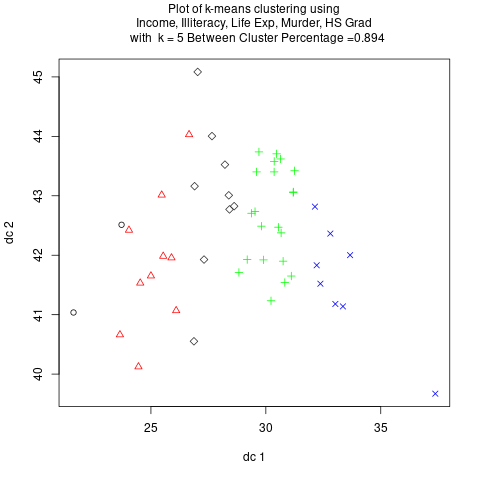 Plot of k-means clustering using
Income, Illiteracy, Life Exp, Murder, HS Grad
with k = 5 Between Cluster Percentage =0.894
45
44
43
42
41
40
dc 2
25
30
35
dc 1